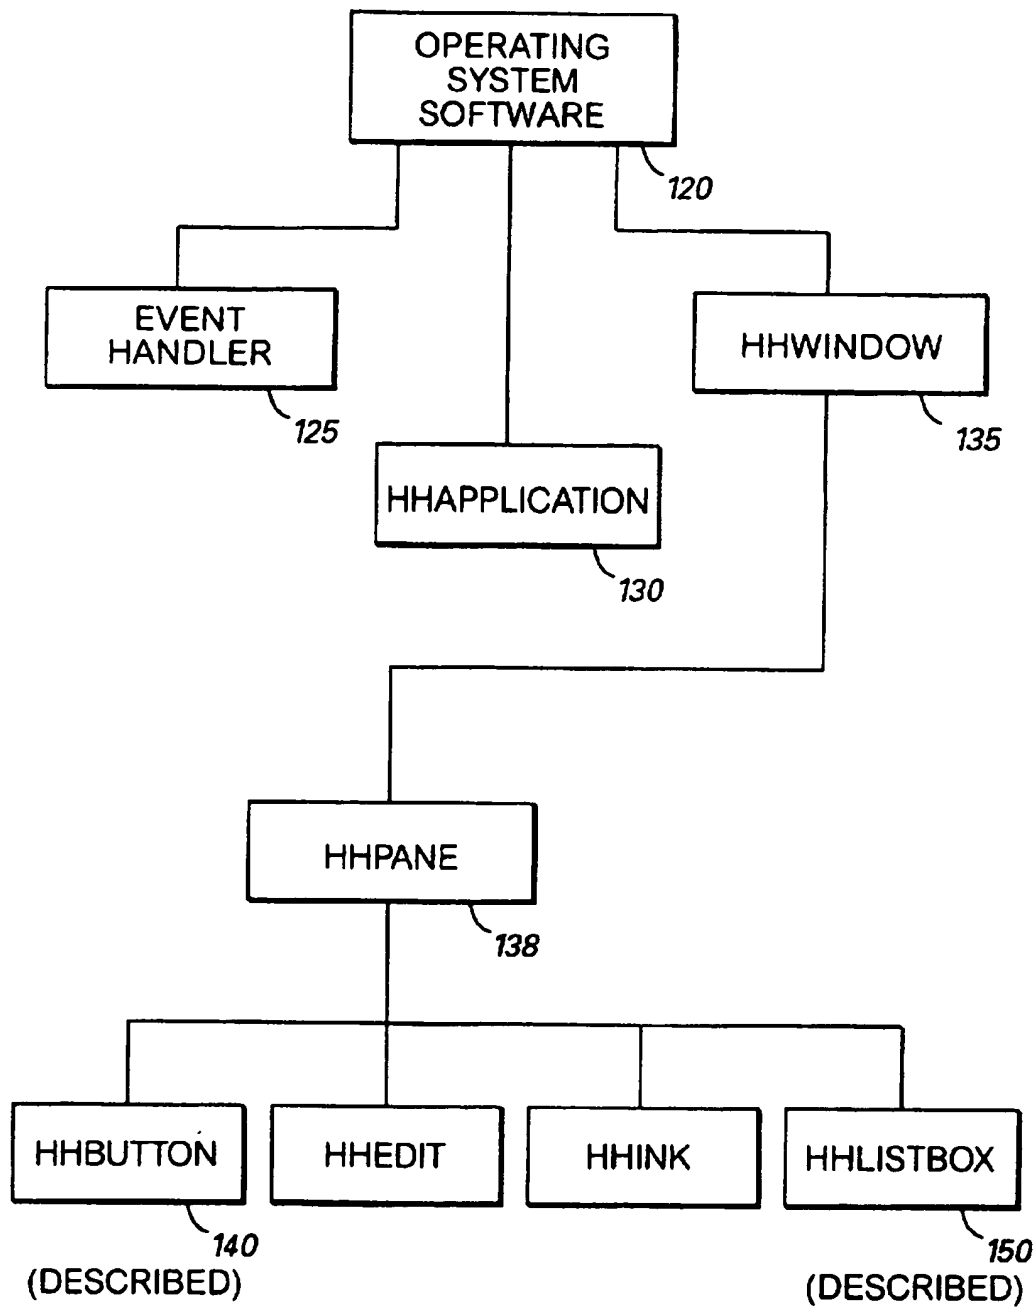 OPERATING
SYSTEM
SOFTWARE
120
EVENT
HANDLER
125
HHWINDOW
135
HHAPPLICATION
130
HHPANE
138
HHBUTTON
HHEDIT
HHINK
HHLISTBOX
140
150
(DESCRIBED)
(DESCRIBED)